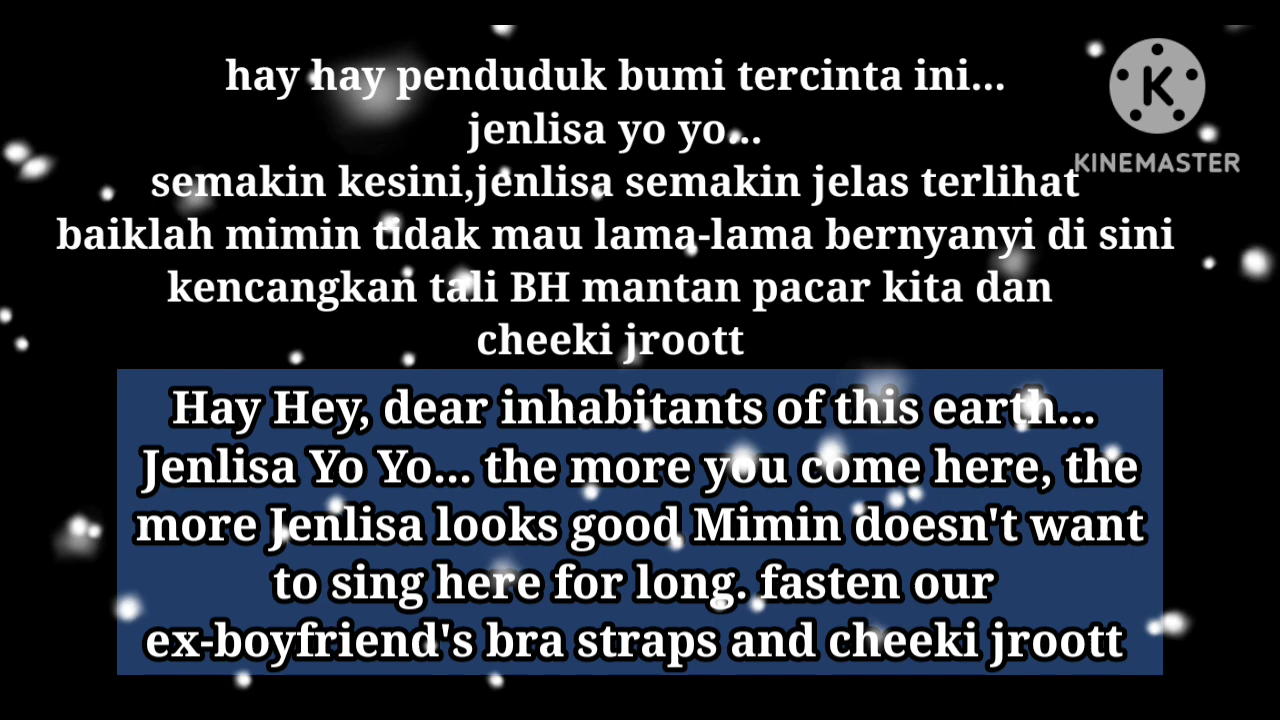 hay hay penduduk bumi tercinta ini...
jenlisa yo yo...
semakin kesini,jenlisa semakin jelas terlihat
baiklah mimin tidak mau lama-lama bernyanyi di sini
kencangkan tali BH mantan pacar kita dan
cheeki jroott
K
KINEMASTER
Hay Hey, dear inhabitants of this earth...
Jenlisa Yo Yo... the more you come here, the
more Jenlisa looks good Mimin doesn't want
to sing here for long. fasten our
ex-boyfriend's bra straps and cheeki jroott